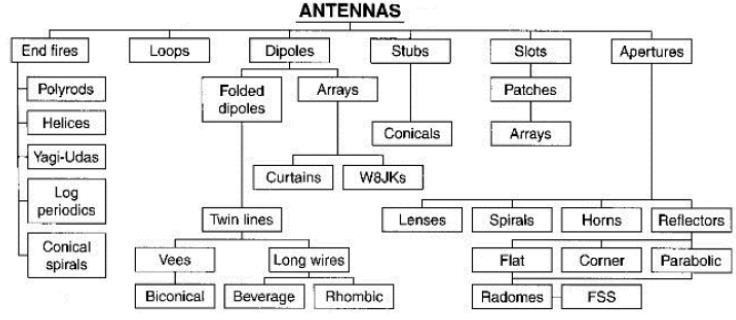 ANTENNAS
End fires
Loops
Dipoles
Stubs
Slots
Apertures
Polyrods
Helices
Yagi-Udas
Log
periodics
Conical
spirals
Folded
dipoles
Arrays
Conicals
Patches
Arrays
Curtains
W8JKs
Twin lines
Lenses
Spirals
Horns
Reflectors
Vees
Long wires
Flat
Corner
Parabolic
Biconical
Beverage
Rhombic
Radomes
FSS